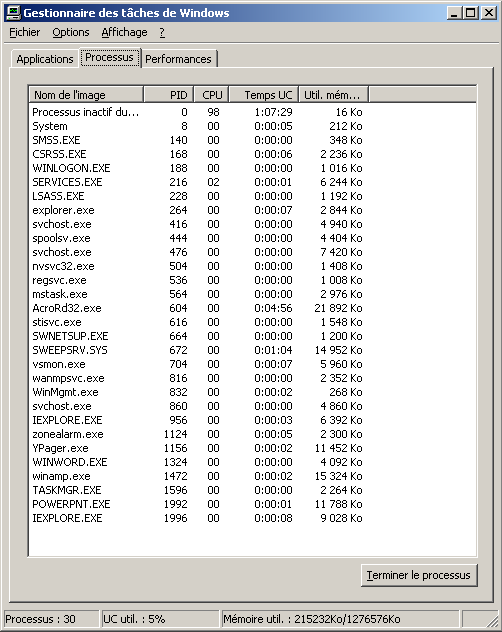 Gestionnaire des tâches de Windows
Fichier Options Affichage ?
Applications Processus Performances
Nom de l'image PID CPU Temps UC Util. mém...
Processus inactif du... 0 98 1:07:29 16 Ko
System 8 00 0:00:05 212 Ko
SMSS.EXE 140 00 0:00:00 348 Ko
CSRSS.EXE 168 00 0:00:06 2 236 Ko
WINLOGON.EXE 188 00 0:00:00 1 016 Ko
SERVICES.EXE 216 02 0:00:01 6 244 Ko
LSASS.EXE 228 00 0:00:00 1 192 Ko
explorer.exe 264 00 0:00:07 2 844 Ko
svchost.exe 416 00 0:00:00 4 940 Ko
spoolsv.exe 444 00 0:00:00 4 404 Ko
svchost.exe 476 00 0:00:00 7 420 Ko
nvsvc32.exe 504 00 0:00:00 1 408 Ko
regsvc.exe 536 00 0:00:00 1 008 Ko
mstask.exe 564 00 0:00:00 2 976 Ko
AcroRd32.exe 604 00 0:04:56 21 892 Ko
stisvc.exe 616 00 0:00:00 1 548 Ko
SWNETSUP.EXE 664 00 0:00:00 1 200 Ko
SWEEPSRV.SYS 672 00 0:01:04 14 952 Ko
vsmon.exe 704 00 0:00:07 5 960 Ko
wanmpsvc.exe 816 00 0:00:00 2 352 Ko
WinMgmt.exe 832 00 0:00:02 268 Ko
svchost.exe 860 00 0:00:00 4 860 Ko
IEXPLORE.EXE 956 00 0:00:03 6 392 Ko
zonealarm.exe 1124 00 0:00:05 2 300 Ko
YPager.exe 1156 00 0:00:02 11 452 Ko
WINWORD.EXE 1324 00 0:00:00 4 092 Ko
winamp.exe 1472 00 0:00:02 15 324 Ko
TASKMGR.EXE 1596 00 0:00:00 2 264 Ko
POWERPNT.EXE 1992 00 0:00:01 11 788 Ko
IEXPLORE.EXE 1996 00 0:00:08 9 028 Ko
Terminer le processus
Processus : 30 UC util. : 5% Mémoire util. : 215232Ko/1276576Ko